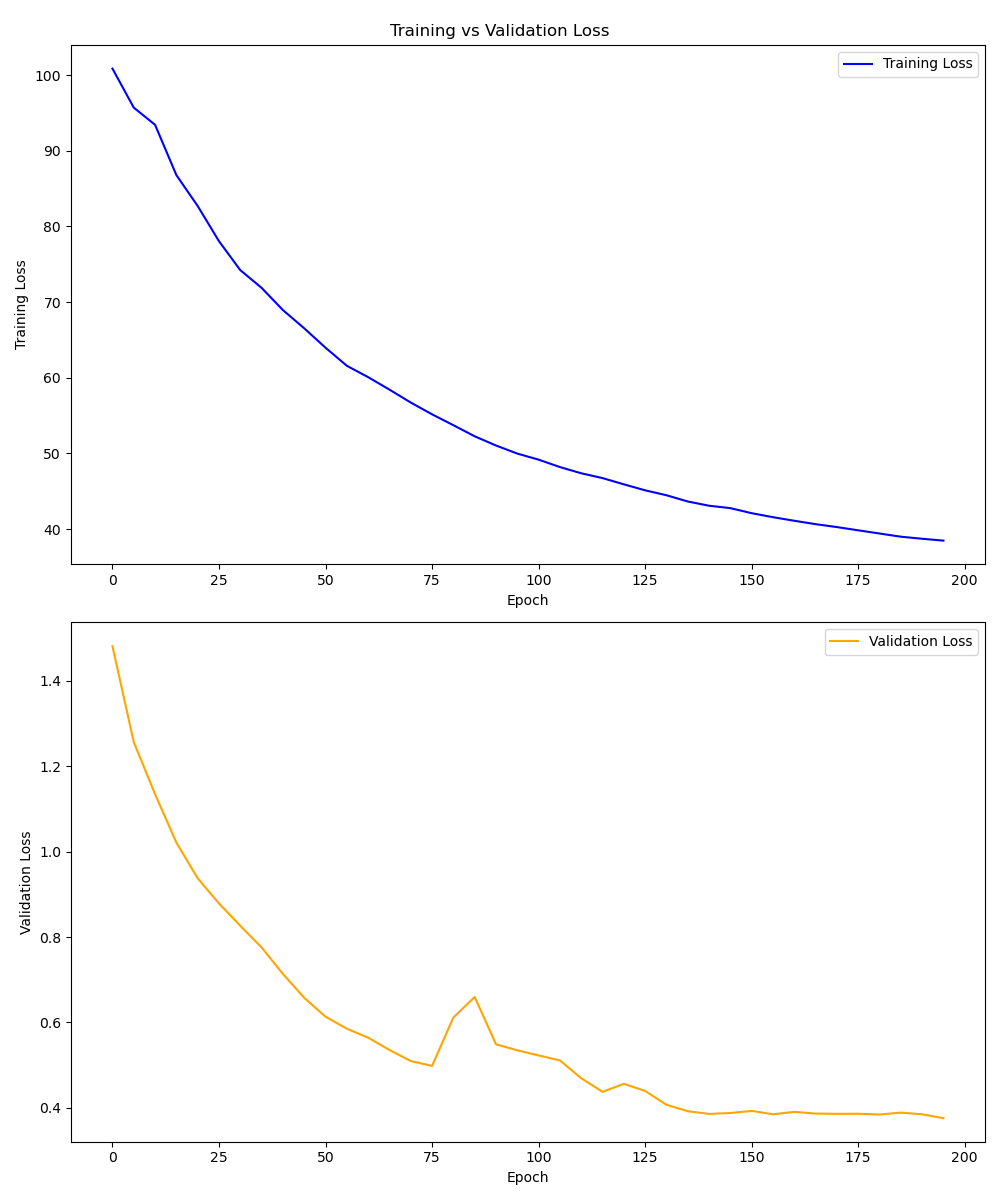 Training vs Validation Loss
Training Loss
100
90
80
70
60
50
40
Training Loss
0 25 50 75 100 125 150 175 200
Epoch
Validation Loss
1.4
1.2
1.0
0.8
0.6
0.4
Validation Loss
0 25 50 75 100 125 150 175 200
Epoch